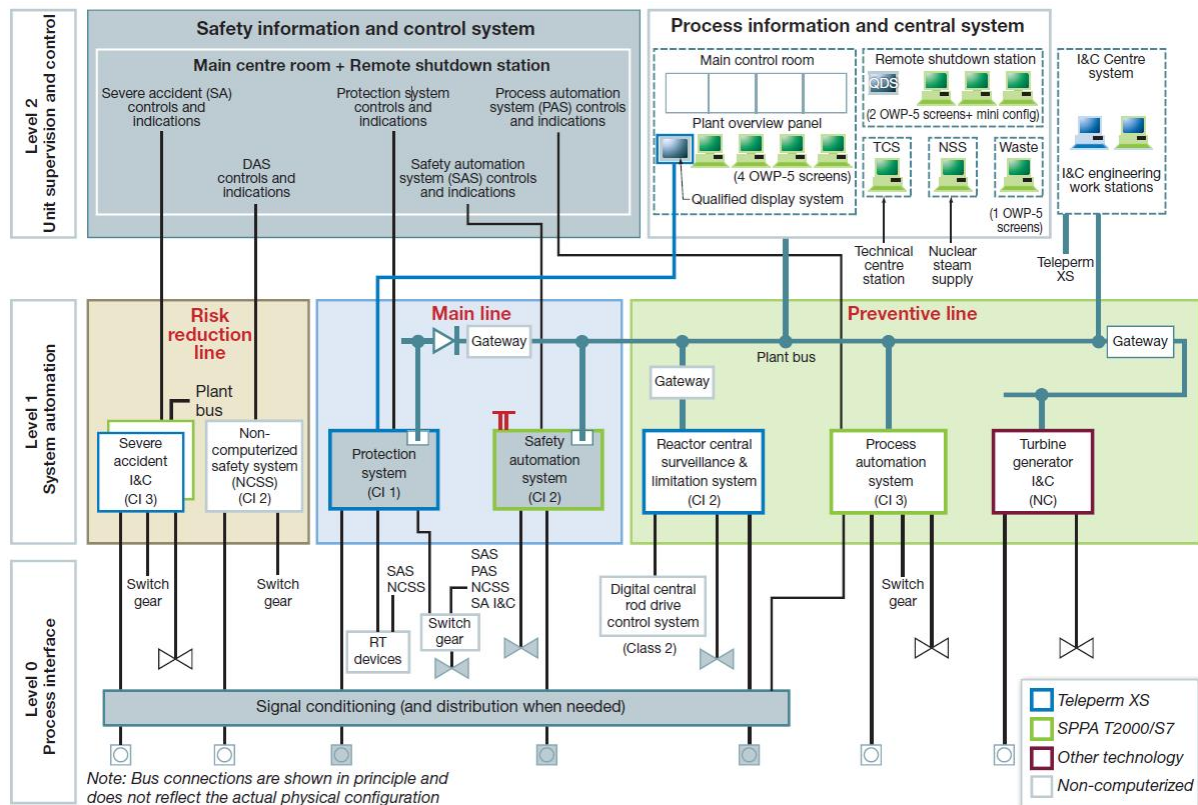 Level 2
Unit supervision and control
Safety information and control system
Main centre room + Remote shutdown station
Severe accident (SA)
controls and
indications
Protection system
controls and
indications
Process automation
system (PAS) controls
and indications
DAS
controls and
indications
Safety automation
system (SAS) controls
and indications
Process information and central system
Main control room
Plant overview panel
(4 OWP-5 screens)
Qualified display system
Remote shutdown station
QDS
(2 OWP-5 screens+ mini config)
TCS
NSS
Waste
(1 OWP-5
screens)
Technical
centre
station
Nuclear
steam
supply
I&C Centre
system
I&C engineering
work stations
Teleperm
XS
Level 1
System automation
Risk
reduction
line
Plant
bus
Severe
accident
I&C
(CI 3)
Non-
computerized
safety system
(NCSS)
(CI 2)
Main line
Gateway
Protection
system
(CI 1)
Safety
automation
system
(CI 2)
Preventive line
Plant bus
Gateway
Gateway
Reactor central
surveillance &
limitation system
(CI 2)
Process
automation
system
(CI 3)
Turbine
generator
I&C
(NC)
Level 0
Process interface
Switch
gear
Switch
gear
SAS
NCSS
RT
devices
SAS
PAS
NCSS
SA I&C
Switch
gear
Digital central
rod drive
control system
(Class 2)
Switch
gear
Signal conditioning (and distribution when needed)
Teleperm XS
SPPA T2000/S7
Other technology
Non-computerized
Note: Bus connections are shown in principle and
does not reflect the actual physical configuration